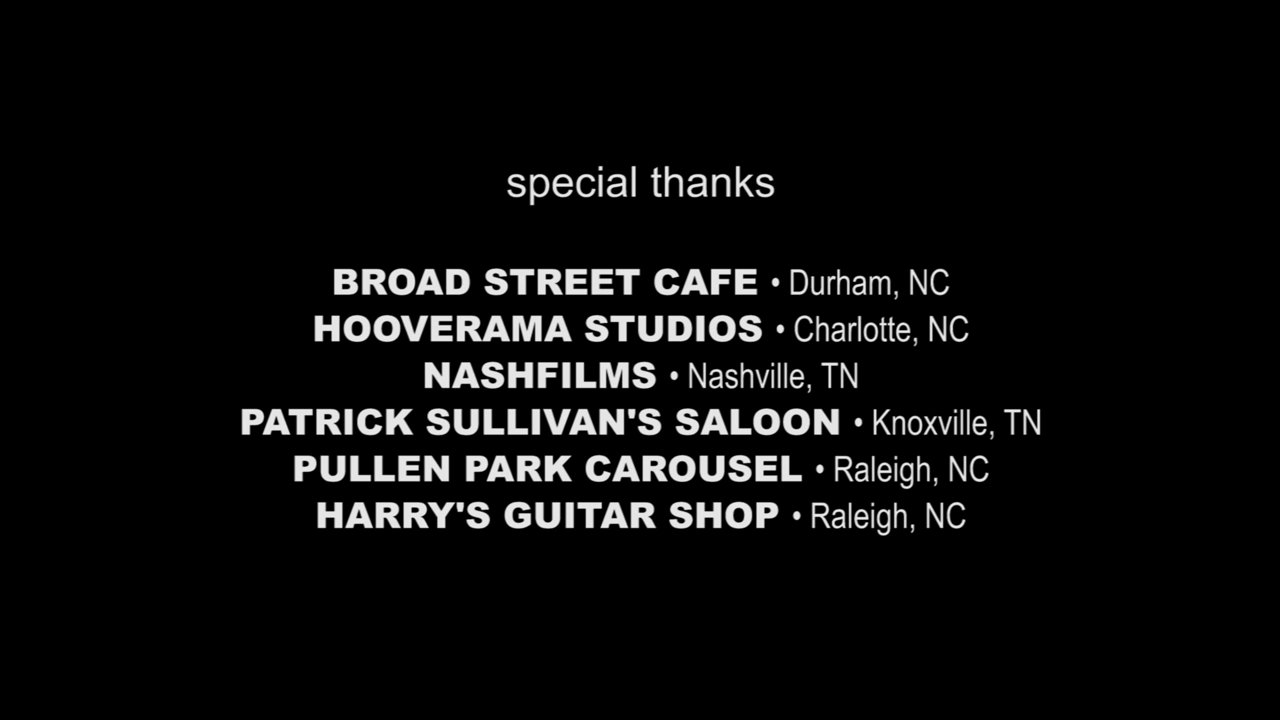 special thanks
BROAD STREET CAFE • Durham, NC
HOOVERAMA STUDIOS • Charlotte, NC
NASHFILMS • Nashville, TN
PATRICK SULLIVAN'S SALOON • Knoxville, TN
PULLEN PARK CAROUSEL • Raleigh, NC
HARRY'S GUITAR SHOP • Raleigh, NC